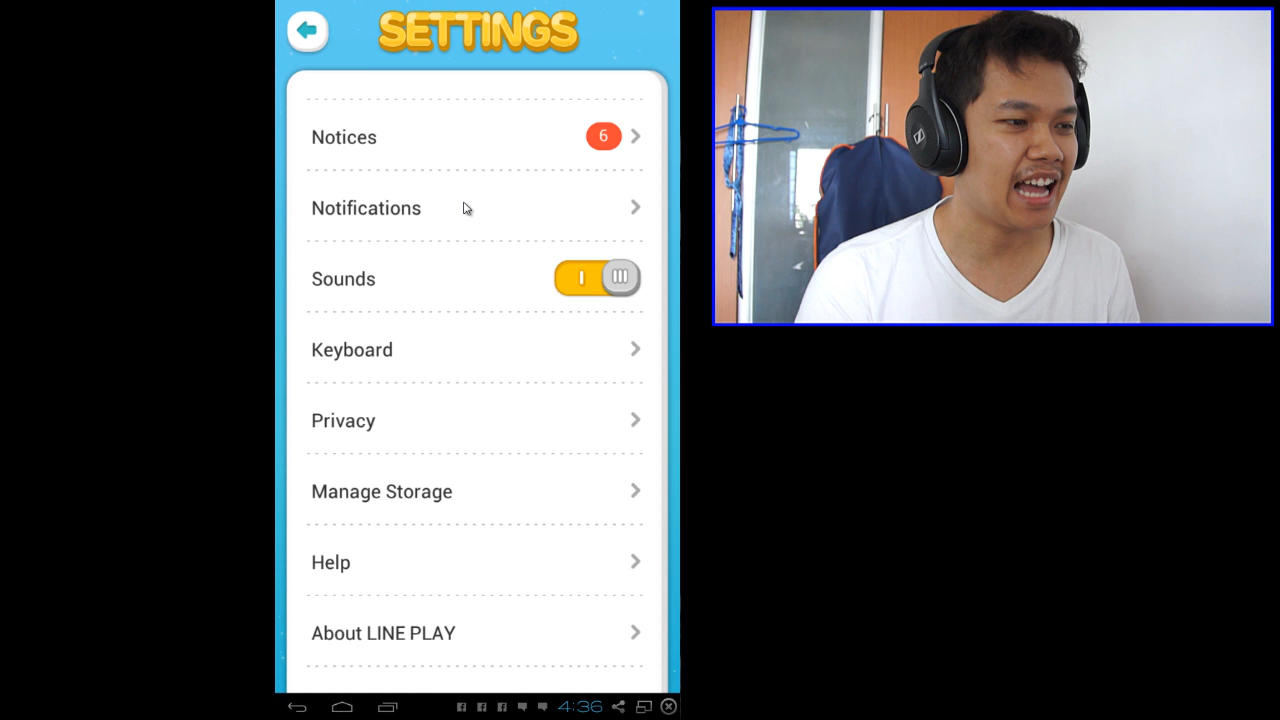 SETTINGS
Notices 6
Notifications
Sounds
Keyboard
Privacy
Manage Storage
Help
About LINE PLAY
4:36